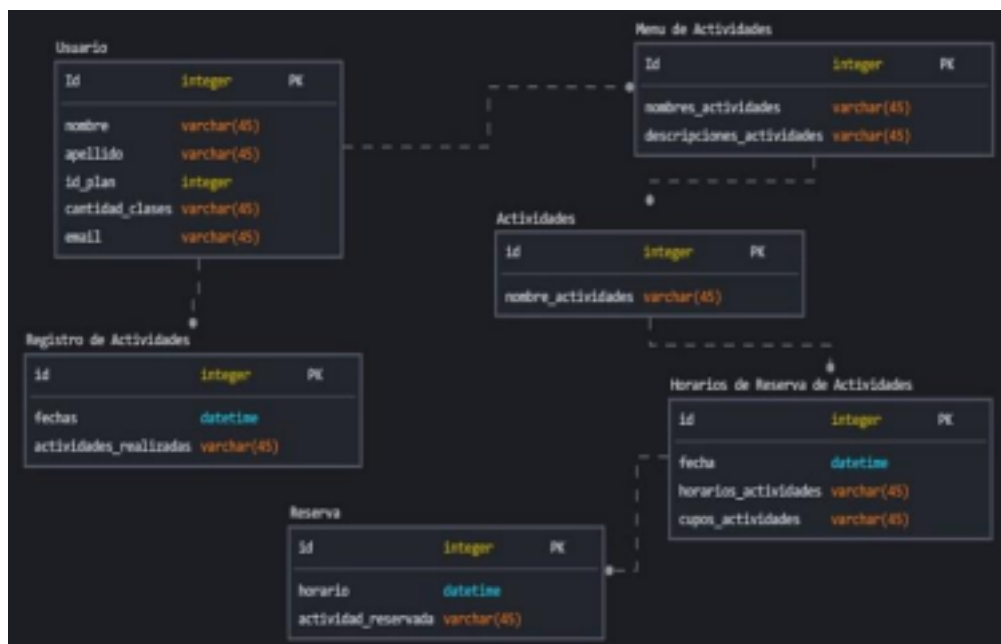 Usuario
Id integer PK
nombre varchar(45)
apellido varchar(45)
id_plan integer
cantidad_clases varchar(45)
email varchar(45)
Menu de Actividades
Id integer PK
nombres_actividades varchar(45)
descripciones_actividades varchar(45)
Actividades
id integer PK
nombre_actividades varchar(45)
Registro de Actividades
id integer PK
fechas datetime
actividades_realizadas varchar(45)
Horarios de Reserva de Actividades
id integer PK
fecha datetime
horarios_actividades varchar(45)
cupos_actividades varchar(45)
Reserva
id integer PK
horario datetime
actividad_reservada varchar(45)